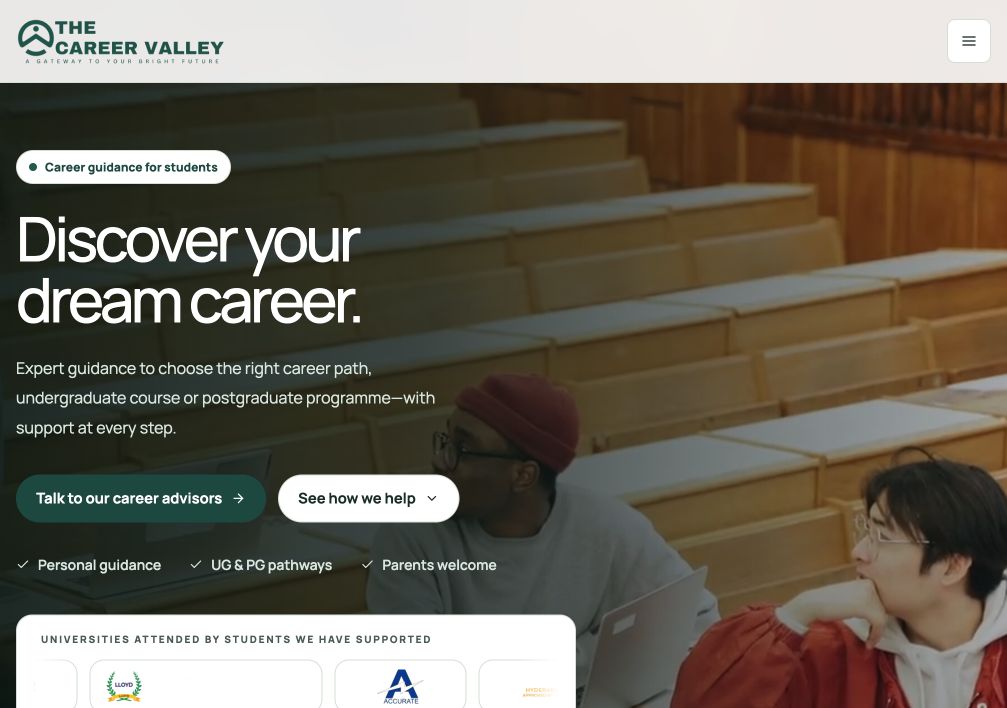 THE
CAREER VALLEY
A GATEWAY TO YOUR BRIGHT FUTURE
Career guidance for students
Discover your
dream career.
Expert guidance to choose the right career path,
undergraduate course or postgraduate programme—with
support at every step.
Talk to our career advisors
See how we help
Personal guidance
UG & PG pathways
Parents welcome
UNIVERSITIES ATTENDED BY STUDENTS WE HAVE SUPPORTED
LLOYD
ACCURATE